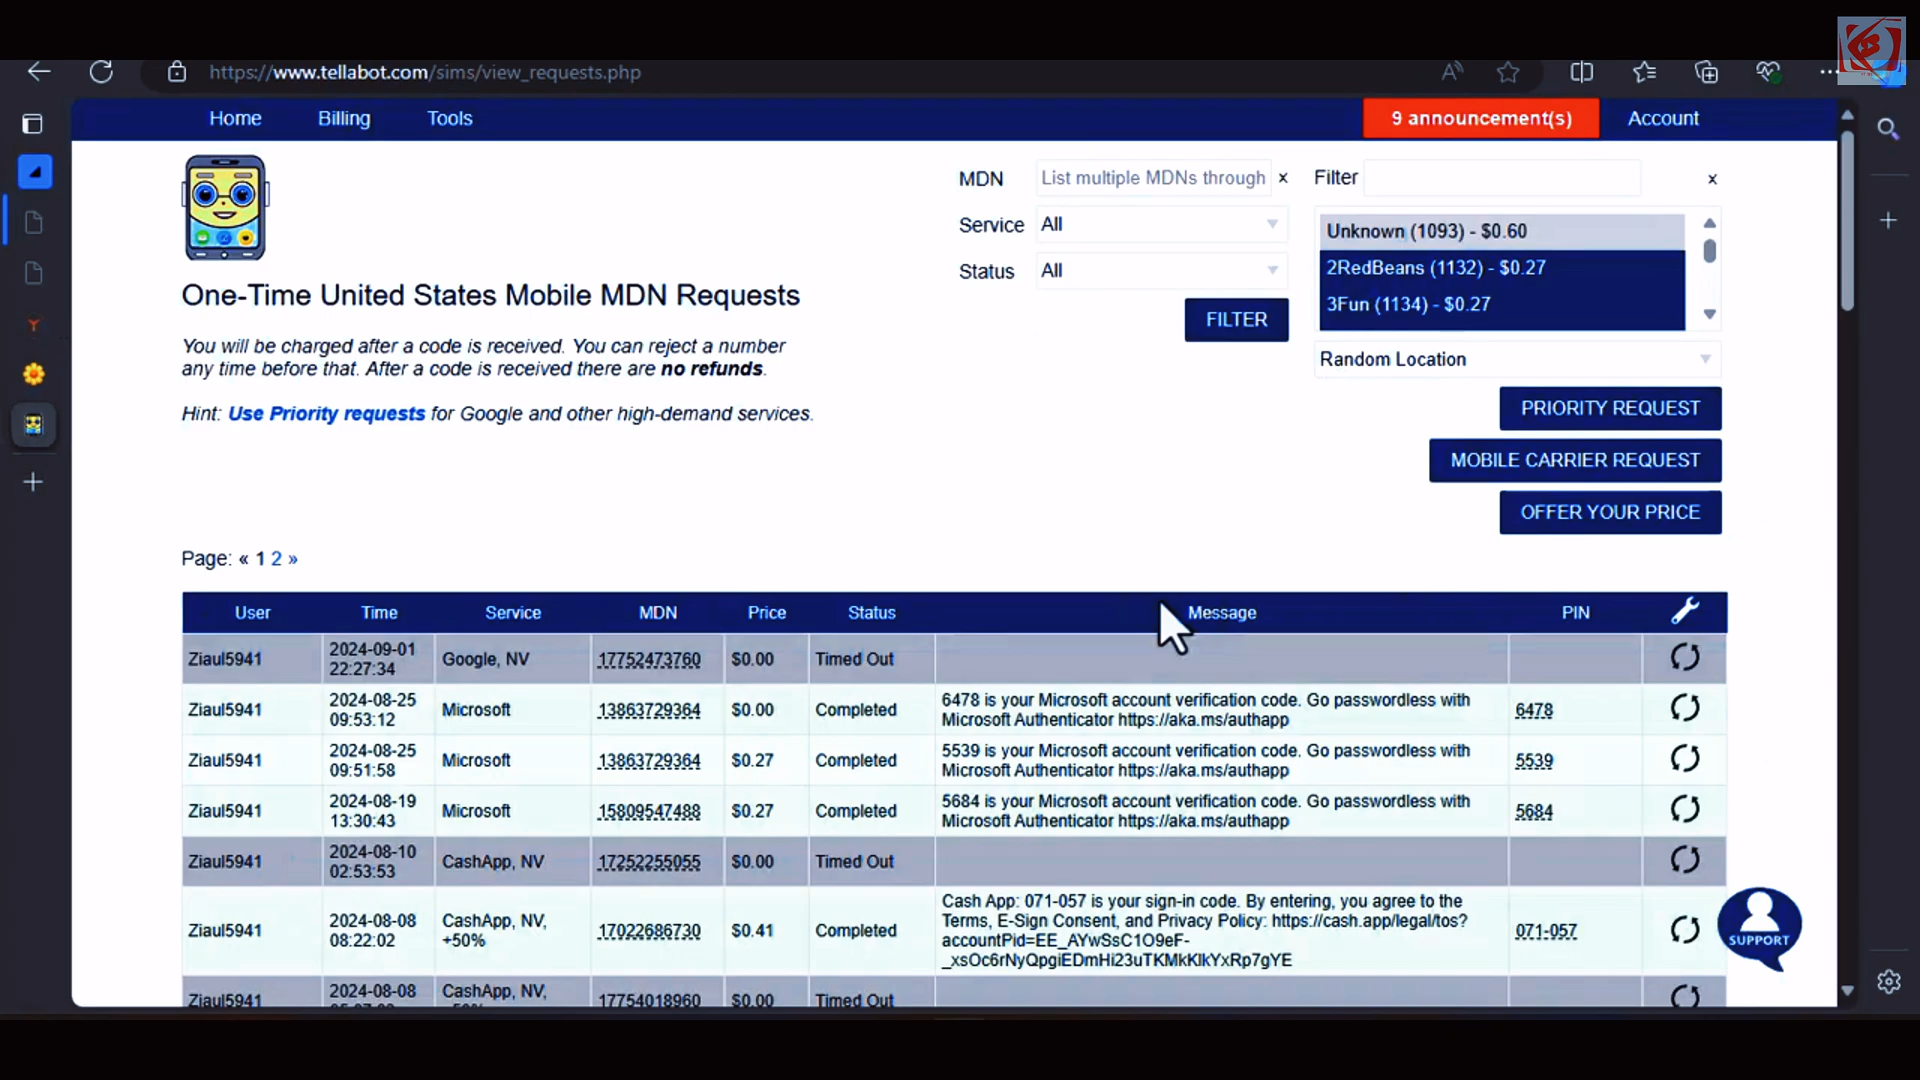 https://www.tellabot.com/sims/view_requests.php
Home Billing Tools 9 announcement(s) Account
MDN List multiple MDNs through x Filter x
Service All
Status All
FILTER
Unknown (1093) - $0.60
2RedBeans (1132) - $0.27
3Fun (1134) - $0.27
Random Location
PRIORITY REQUEST
MOBILE CARRIER REQUEST
OFFER YOUR PRICE
One-Time United States Mobile MDN Requests
You will be charged after a code is received. You can reject a number
any time before that. After a code is received there are no refunds.
Hint: Use Priority requests for Google and other high-demand services.
Page: « 1 2 »
User Time Service MDN Price Status Message PIN
Ziaul5941 2024-09-01 22:27:34 Google, NV 17752473760 $0.00 Timed Out
Ziaul5941 2024-08-25 09:53:12 Microsoft 13863729364 $0.00 Completed 6478 is your Microsoft account verification code. Go passwordless with Microsoft Authenticator https://aka.ms/authapp 6478
Ziaul5941 2024-08-25 09:51:58 Microsoft 13863729364 $0.27 Completed 5539 is your Microsoft account verification code. Go passwordless with Microsoft Authenticator https://aka.ms/authapp 5539
Ziaul5941 2024-08-19 13:30:43 Microsoft 15809547488 $0.27 Completed 5684 is your Microsoft account verification code. Go passwordless with Microsoft Authenticator https://aka.ms/authapp 5684
Ziaul5941 2024-08-10 02:53:53 CashApp, NV 17252255055 $0.00 Timed Out
Ziaul5941 2024-08-08 08:22:02 CashApp, NV, +50% 17022686730 $0.41 Completed Cash App: 071-057 is your sign-in code. By entering, you agree to the Terms, E-Sign Consent, and Privacy Policy: https://cash.app/legal/tos?accountPid=EE_AYwSsC1O9eF-_xsOc6rNyQpgiEDmHi23uTKMkKlkYxRp7gYE 071-057
Ziaul5941 2024-08-08 CashApp, NV, 17754018960 $0.00 Timed Out
SUPPORT